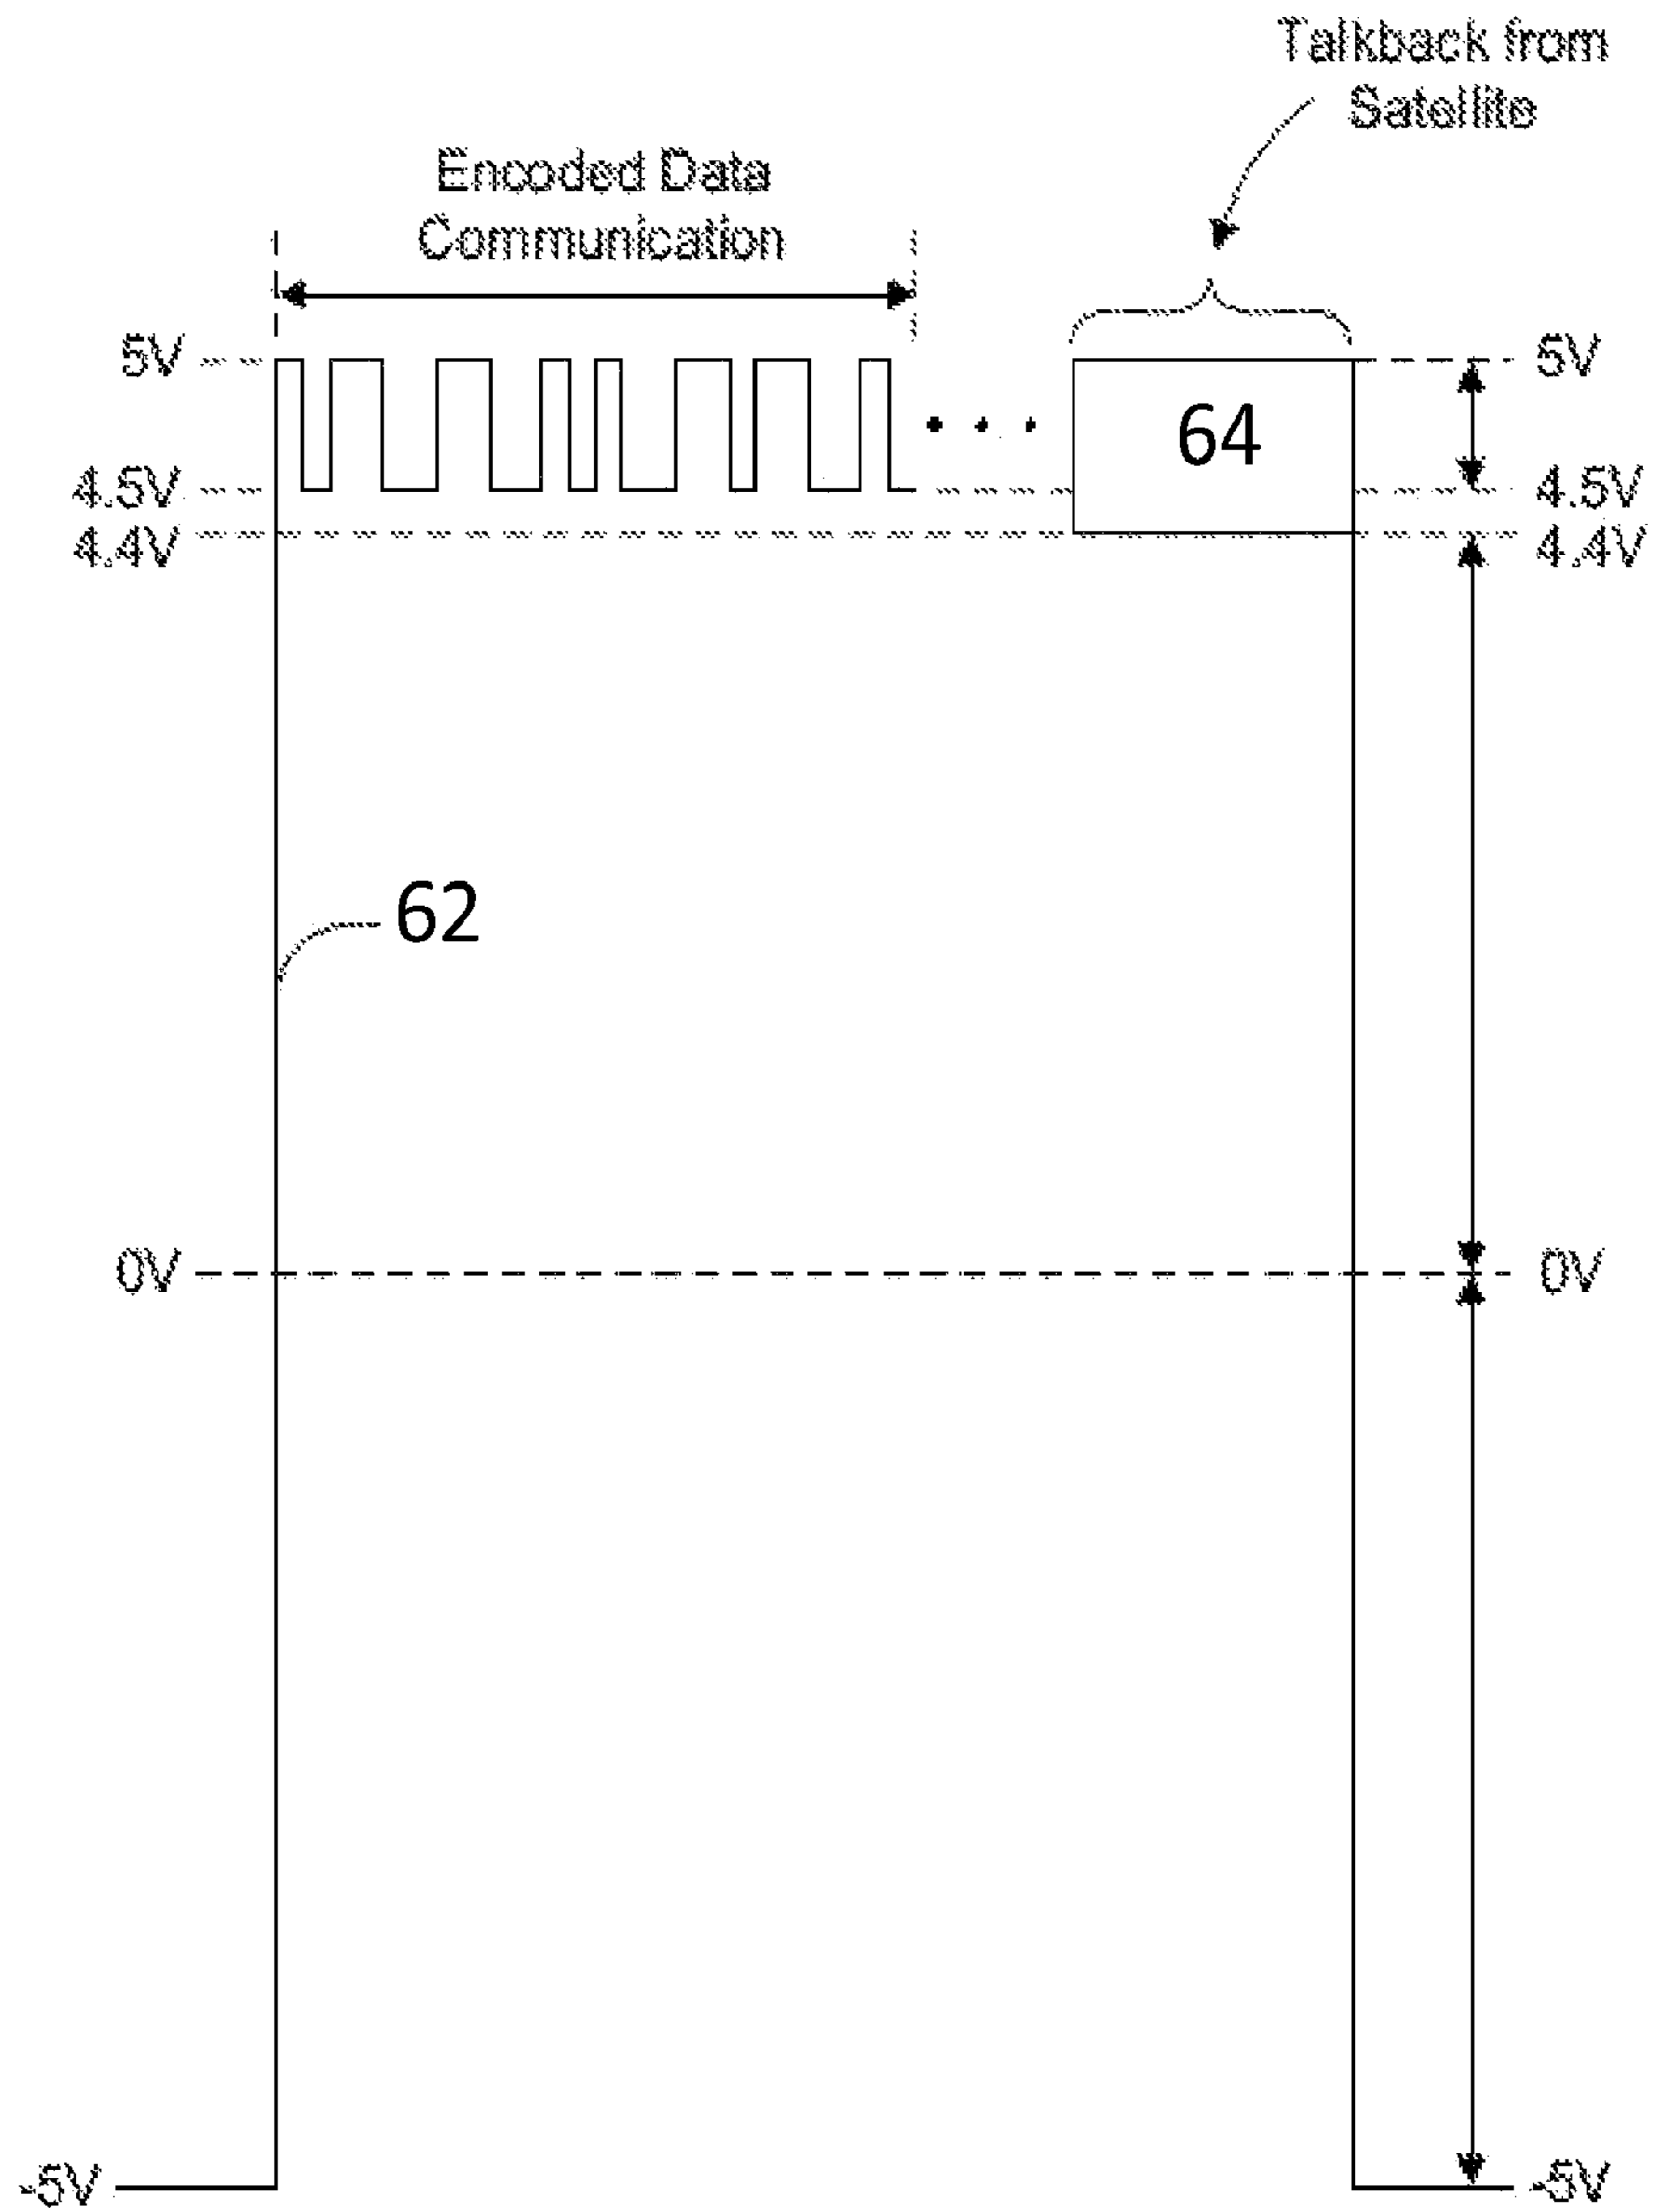 Talkback from
Satellite
Encoded Data
Communication
5V
5V
64
4.5V
4.5V
4.4V
4.4V
62
0V
0V
-5V
-5V